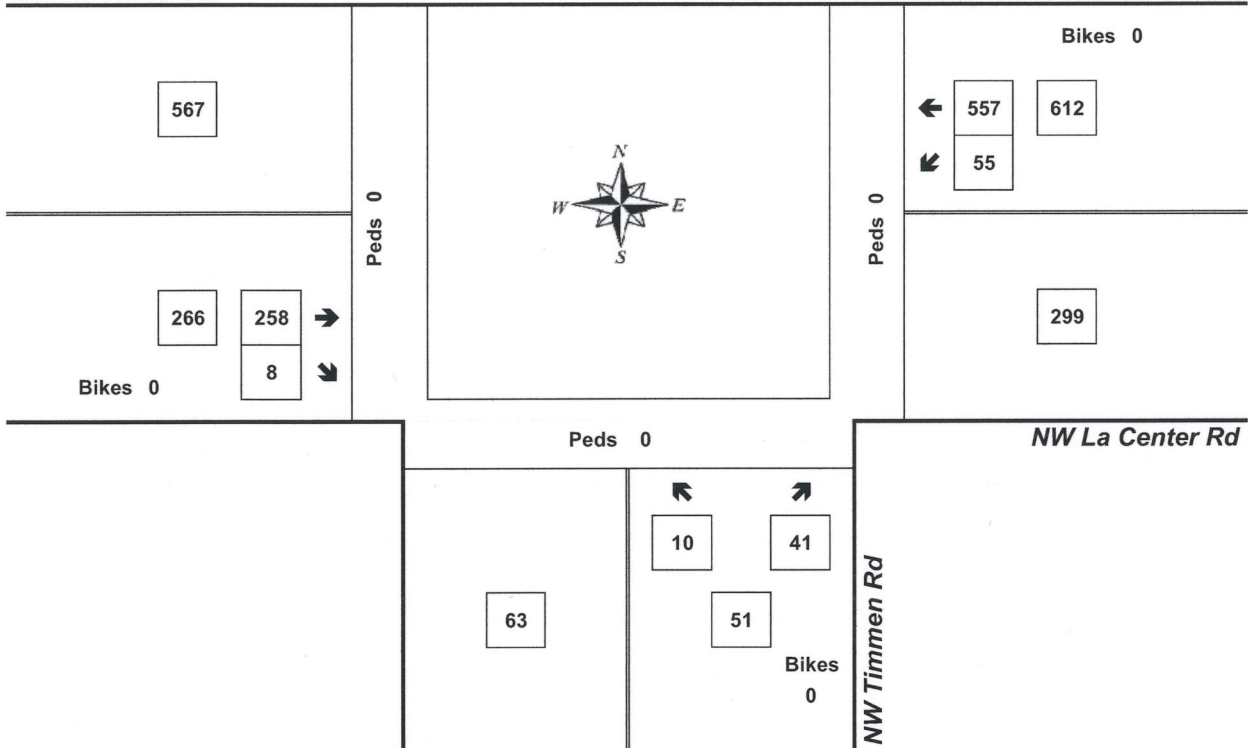 Bikes 0
567
557 612
55
N
W E
S
Peds 0
Peds 0
266 258
8
Bikes 0
299
Peds 0
NW La Center Rd
10 41
63
51
Bikes
0
NW Timmen Rd